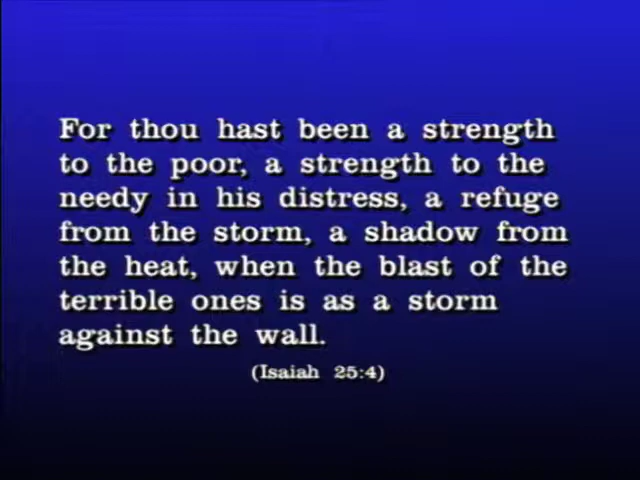 For thou hast been a strength
to the poor, a strength to the
needy in his distress, a refuge
from the storm, a shadow from
the heat, when the blast of the
terrible ones is as a storm
against the wall.
(Isaiah 25:4)